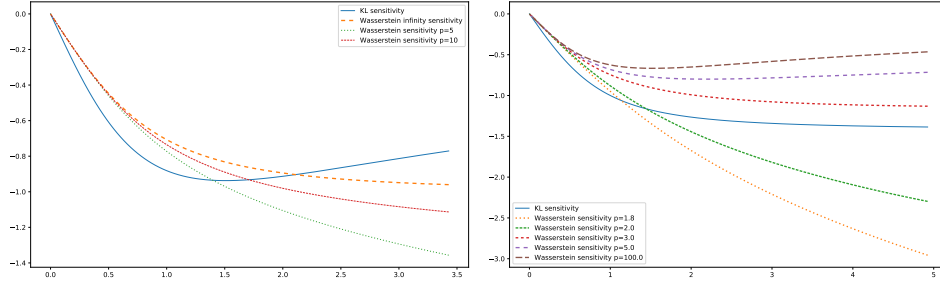 KL sensitivity
Wasserstein infinity sensitivity
Wasserstein sensitivity p=5
Wasserstein sensitivity p=10
0.0
−0.2
−0.4
−0.6
−0.8
−1.0
−1.2
−1.4
0.0 0.5 1.0 1.5 2.0 2.5 3.0 3.5
0.0
−0.5
−1.0
−1.5
−2.0
−2.5
−3.0
KL sensitivity
Wasserstein sensitivity p=1.8
Wasserstein sensitivity p=2.0
Wasserstein sensitivity p=3.0
Wasserstein sensitivity p=5.0
Wasserstein sensitivity p=100.0
0 1 2 3 4 5